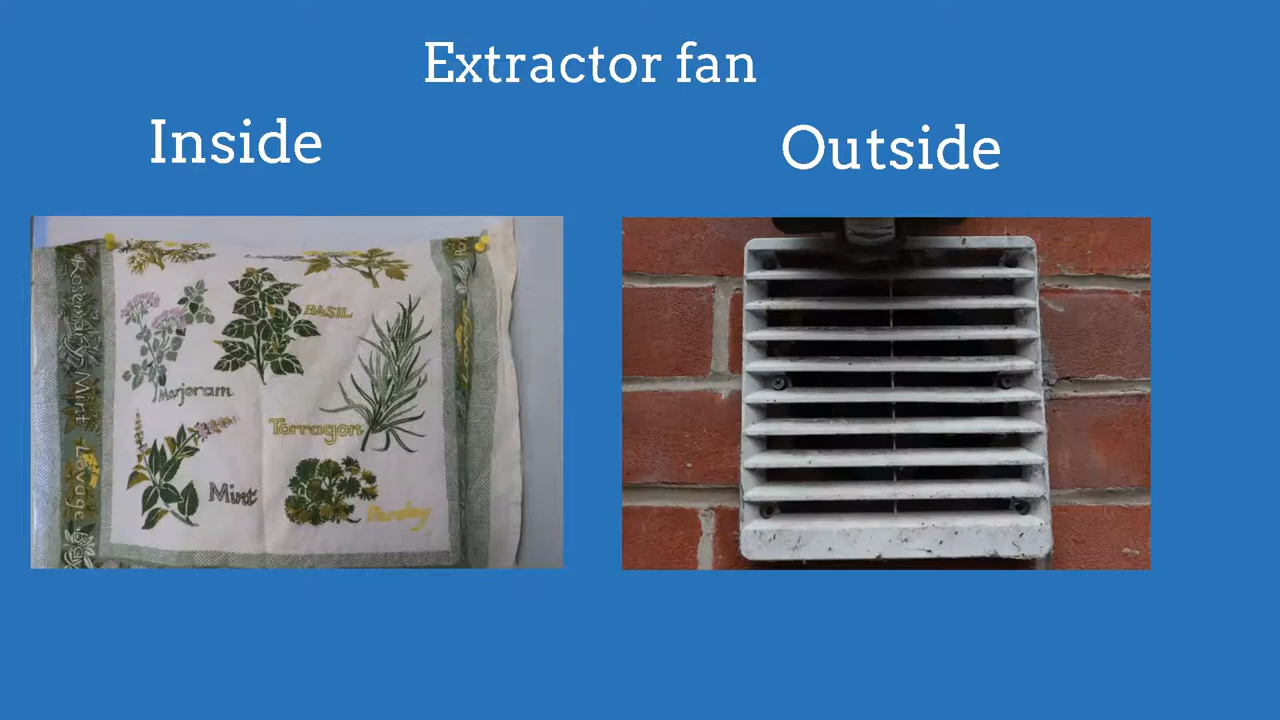 Extractor fan
Inside
Outside
BASIL
Marjoram
Tarragon
Mint
Parsley
Rosemary Mint Lovage Bay